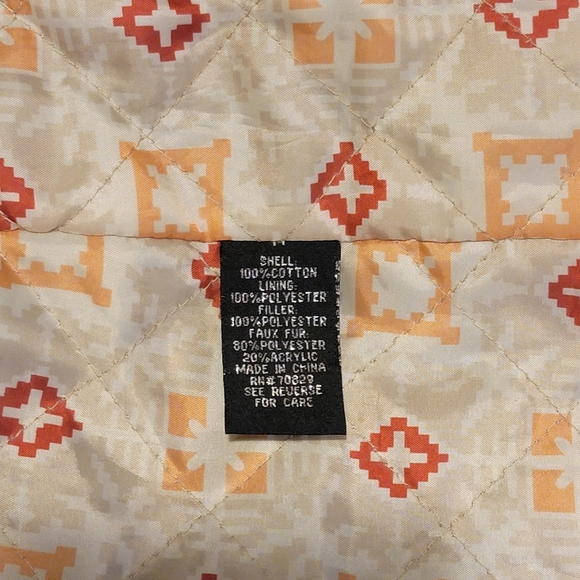 SHELL:
100%COTTON
LINING:
100%POLYESTER
FILLER:
100%POLYESTER
FAUX FUR:
80%POLYESTER
20%ACRYLIC
MADE IN CHINA
RN#70829
SEE REVERSE
FOR CARE